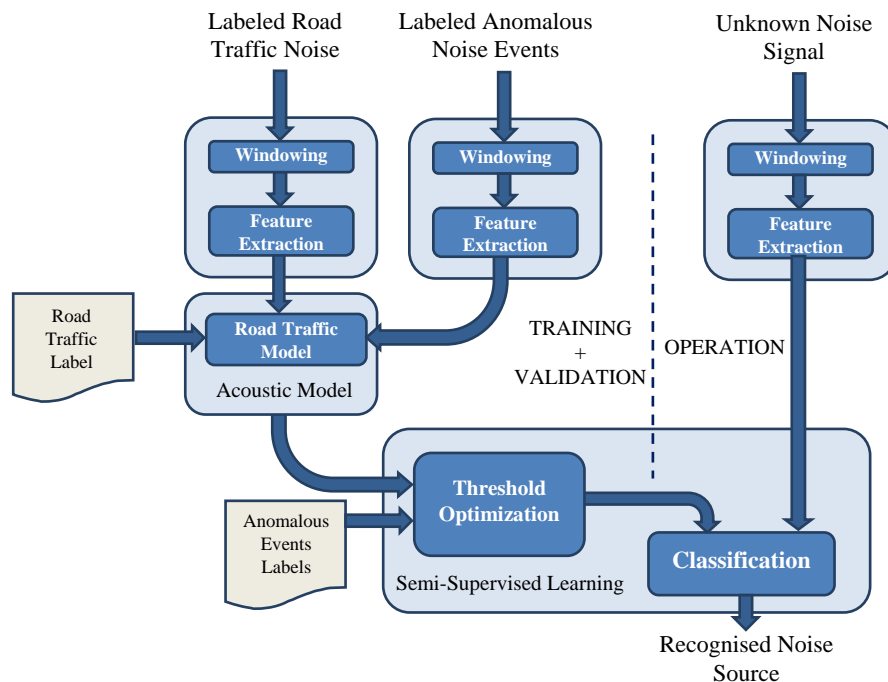 Labeled Road
Traffic Noise
Labeled Anomalous
Noise Events
Unknown Noise
Signal
Windowing
Windowing
Windowing
Feature
Extraction
Feature
Extraction
Feature
Extraction
Road
Traffic
Label
Road Traffic
Model
Acoustic Model
TRAINING
+
VALIDATION
OPERATION
Threshold
Optimization
Anomalous
Events
Labels
Classification
Semi-Supervised Learning
Recognised Noise
Source